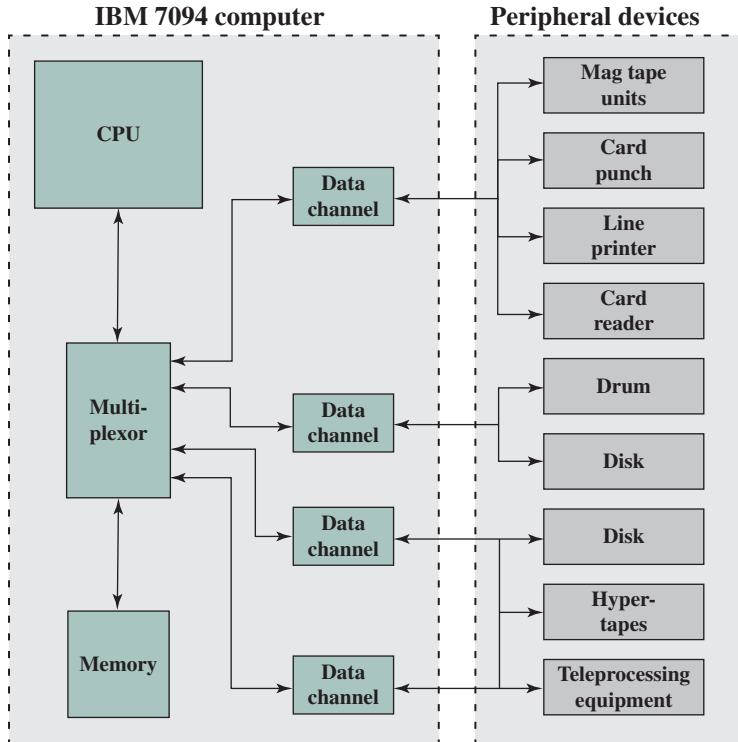 IBM 7094 computer
Peripheral devices
CPU
Multi-
plexor
Memory
Data
channel
Data
channel
Data
channel
Data
channel
Mag tape
units
Card
punch
Line
printer
Card
reader
Drum
Disk
Disk
Hyper-
tapes
Teleprocessing
equipment